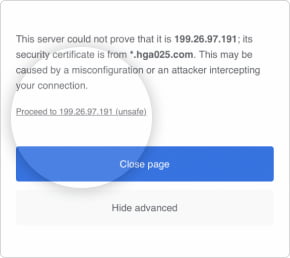 This server could not prove that it is 199.26.97.191; its
security certificate is from *.hga025.com. This may be
caused by a misconfiguration or an attacker intercepting
your connection.
Proceed to 199.26.97.191 (unsafe)
Close page
Hide advanced